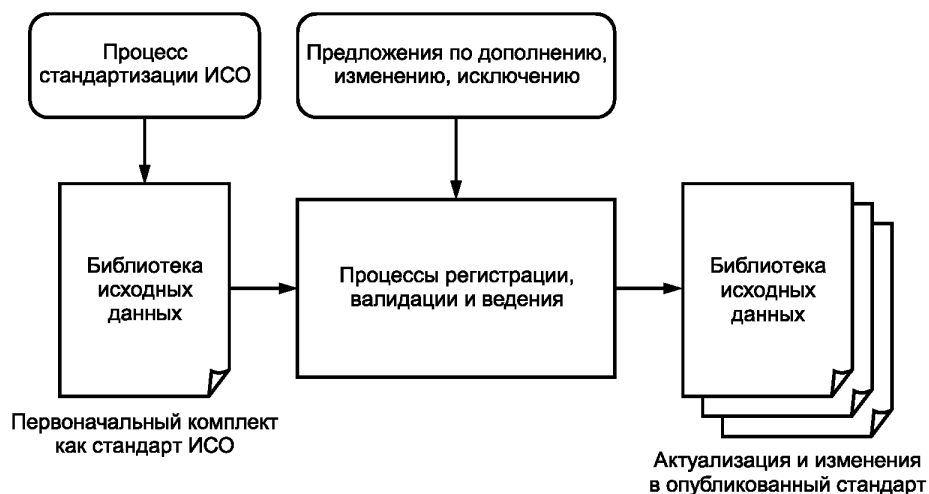 Процесс
стандартизации ИСО
Предложения по дополнению,
изменению, исключению
Библиотека
исходных
данных
Процессы регистрации,
валидации и ведения
Библиотека
исходных
данных
Первоначальный комплект
как стандарт ИСО
Актуализация и изменения
в опубликованный стандарт